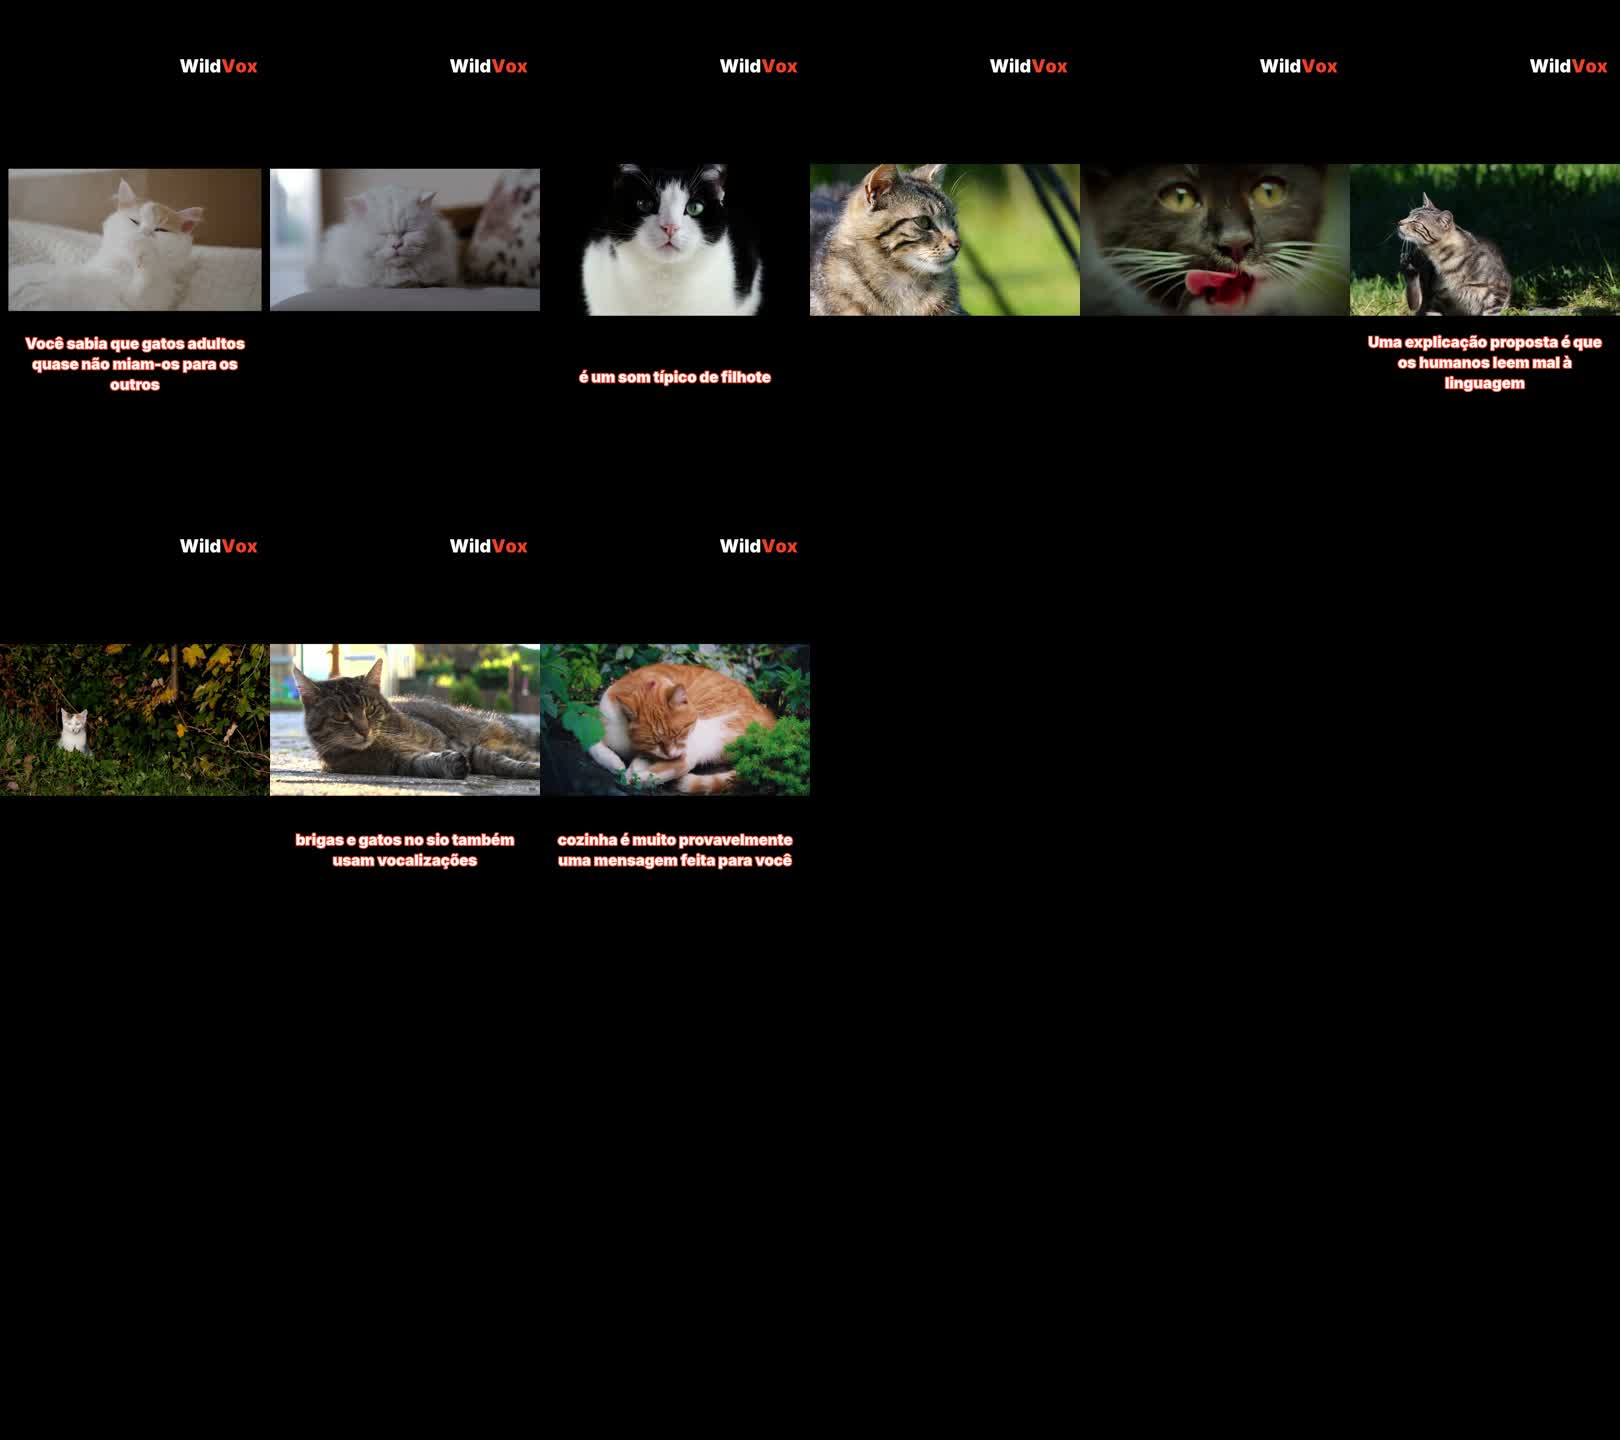 WildVox
WildVox
WildVox
WildVox
WildVox
WildVox
Você sabia que gatos adultos
quase não miam-os para os
outros
é um som típico de filhote
Uma explicação proposta é que
os humanos leem mal à
linguagem
WildVox
WildVox
WildVox
brigas e gatos no sio também
usam vocalizações
cozinha é muito provavelmente
uma mensagem feita para você